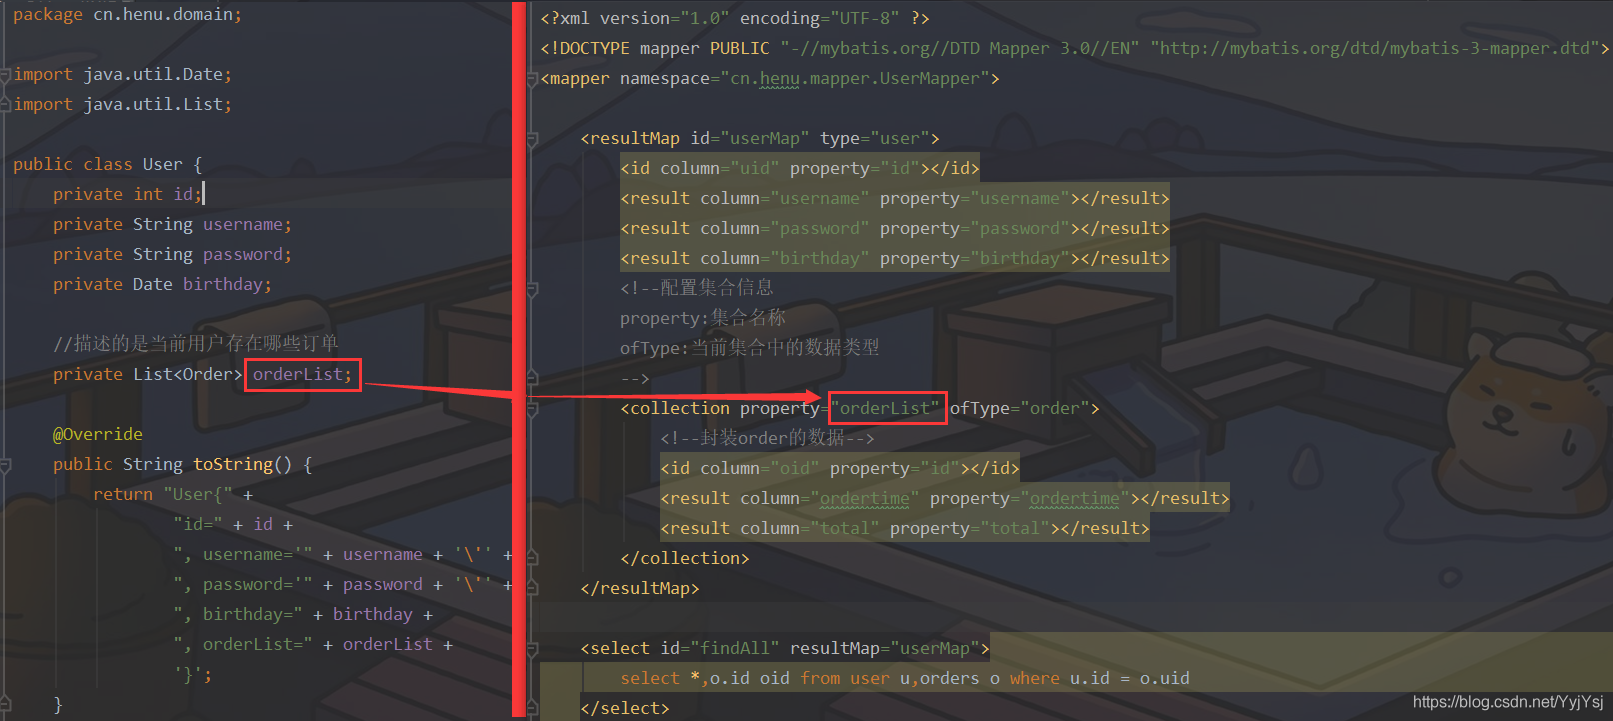 package cn.henu.domain;
import java.util.Date;
import java.util.List;
public class User {
private int id;
private String username;
private String password;
private Date birthday;
//描述的是当前用户存在哪些订单
private List<Order> orderList;
@Override
public String toString() {
return "User{" +
"id=" + id +
", username='" + username + '\'' +
", password='" + password + '\'' +
", birthday=" + birthday +
", orderList=" + orderList +
'}';
}
<?xml version="1.0" encoding="UTF-8" ?>
<!DOCTYPE mapper PUBLIC "-//mybatis.org//DTD Mapper 3.0//EN" "http://mybatis.org/dtd/mybatis-3-mapper.dtd">
<mapper namespace="cn.henu.mapper.UserMapper">
<resultMap id="userMap" type="user">
<id column="uid" property="id"></id>
<result column="username" property="username"></result>
<result column="password" property="password"></result>
<result column="birthday" property="birthday"></result>
<!--配置集合信息
property:集合名称
ofType:当前集合中的数据类型
-->
<collection property="orderList" ofType="order">
<!--封装order的数据-->
<id column="oid" property="id"></id>
<result column="ordertime" property="ordertime"></result>
<result column="total" property="total"></result>
</collection>
</resultMap>
<select id="findAll" resultMap="userMap">
select *,o.id oid from user u,orders o where u.id = o.uid
</select>
https://blog.csdn.net/YyjYsj